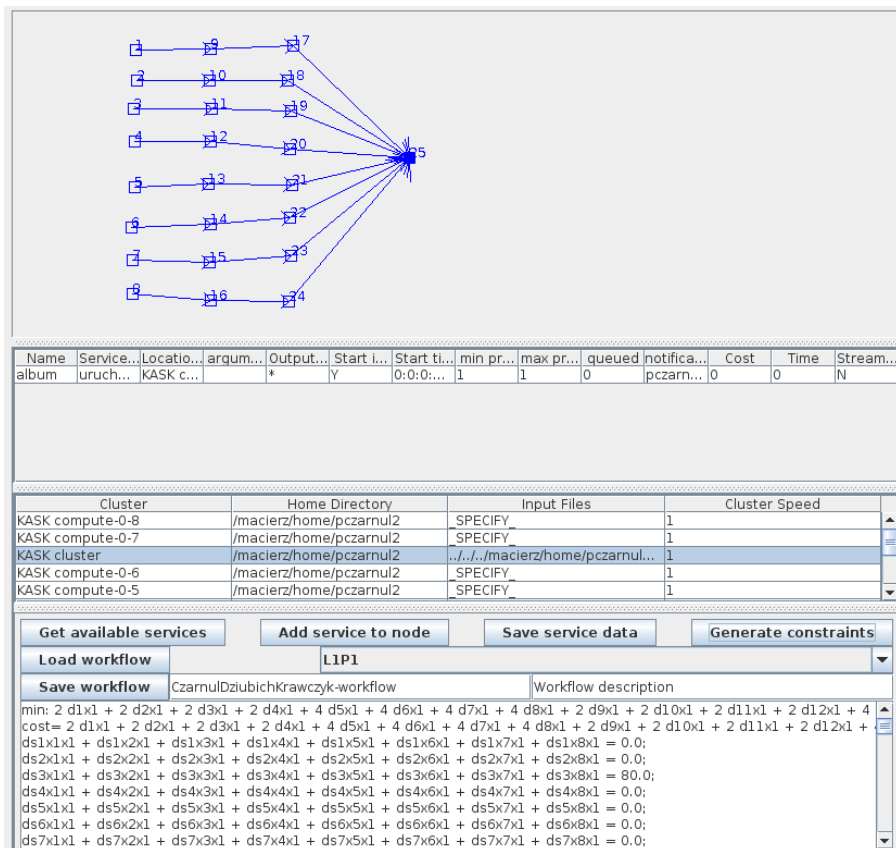 1 9 17
2 10 18
3 11 19
4 12 20
25
5 13 21
6 14 22
7 15 23
8 16 24
Name Service... Locatio... argum... Output... Start i... Start ti... min pr... max pr... queued notifica... Cost Time Stream...
album uruch... KASK c... * Y 0:0:0:... 1 1 0 pczarn... 0 0 N
Cluster Home Directory Input Files Cluster Speed
KASK compute-0-8 /macierz/home/pczarnul2 _SPECIFY_ 1
KASK compute-0-7 /macierz/home/pczarnul2 _SPECIFY_ 1
KASK cluster /macierz/home/pczarnul2 ../../../macierz/home/pczarnul... 1
KASK compute-0-6 /macierz/home/pczarnul2 _SPECIFY_ 1
KASK compute-0-5 /macierz/home/pczarnul2 _SPECIFY_ 1
Get available services Add service to node Save service data Generate constraints
Load workflow L1P1
Save workflow CzarnulDziubichKrawczyk-workflow Workflow description
min: 2 d1x1 + 2 d2x1 + 2 d3x1 + 2 d4x1 + 4 d5x1 + 4 d6x1 + 4 d7x1 + 4 d8x1 + 2 d9x1 + 2 d10x1 + 2 d11x1 + 2 d12x1 + 4
cost= 2 d1x1 + 2 d2x1 + 2 d3x1 + 2 d4x1 + 4 d5x1 + 4 d6x1 + 4 d7x1 + 4 d8x1 + 2 d9x1 + 2 d10x1 + 2 d11x1 + 2 d12x1 +
ds1x1x1 + ds1x2x1 + ds1x3x1 + ds1x4x1 + ds1x5x1 + ds1x6x1 + ds1x7x1 + ds1x8x1 = 0.0;
ds2x1x1 + ds2x2x1 + ds2x3x1 + ds2x4x1 + ds2x5x1 + ds2x6x1 + ds2x7x1 + ds2x8x1 = 0.0;
ds3x1x1 + ds3x2x1 + ds3x3x1 + ds3x4x1 + ds3x5x1 + ds3x6x1 + ds3x7x1 + ds3x8x1 = 80.0;
ds4x1x1 + ds4x2x1 + ds4x3x1 + ds4x4x1 + ds4x5x1 + ds4x6x1 + ds4x7x1 + ds4x8x1 = 0.0;
ds5x1x1 + ds5x2x1 + ds5x3x1 + ds5x4x1 + ds5x5x1 + ds5x6x1 + ds5x7x1 + ds5x8x1 = 0.0;
ds6x1x1 + ds6x2x1 + ds6x3x1 + ds6x4x1 + ds6x5x1 + ds6x6x1 + ds6x7x1 + ds6x8x1 = 0.0;
ds7x1x1 + ds7x2x1 + ds7x3x1 + ds7x4x1 + ds7x5x1 + ds7x6x1 + ds7x7x1 + ds7x8x1 = 0.0;